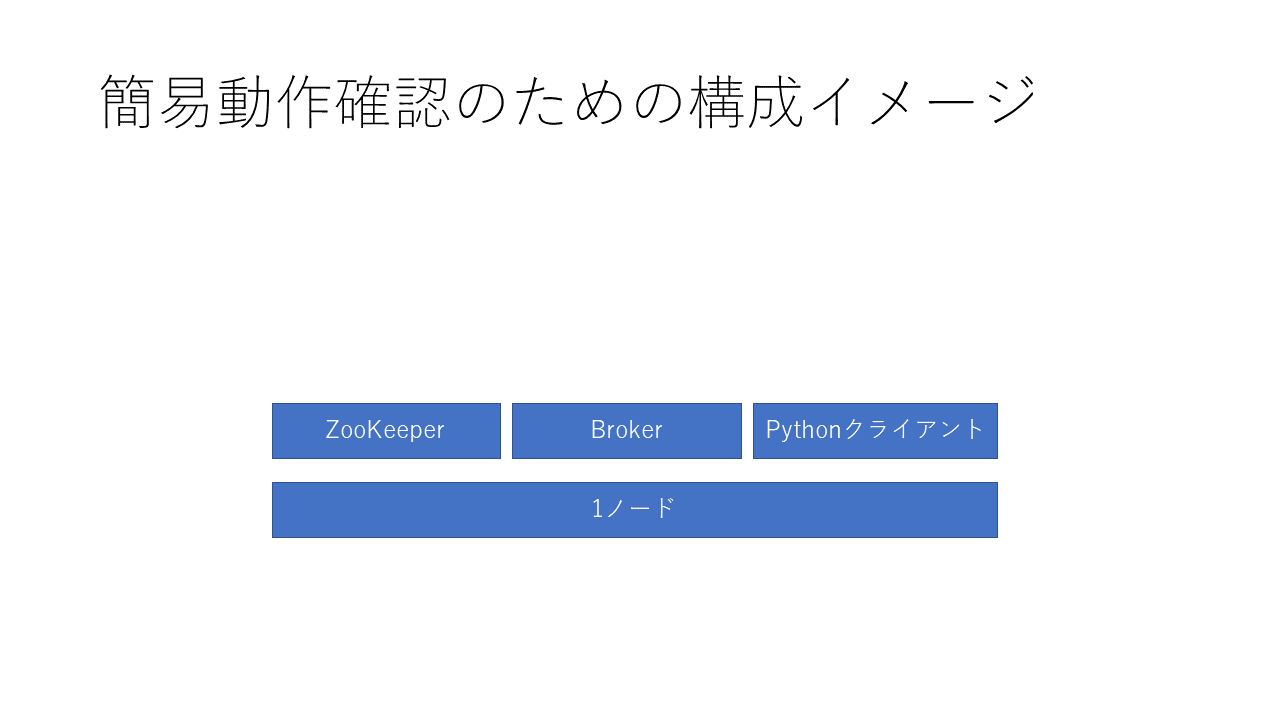 簡易動作確認のための構成イメージ
ZooKeeper
Broker
Pythonクライアント
1ノード